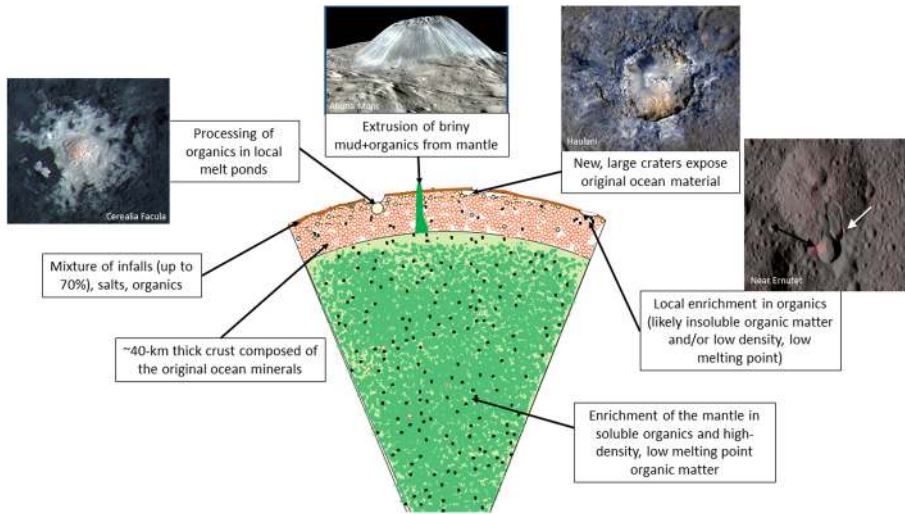 Ahuna Mons
Haulani
Processing of
organics in local
melt ponds
Extrusion of briny
mud+organics from mantle
New, large craters expose
original ocean material
Cerealia Facula
Near Ernutet
Mixture of infalls (up to
70%), salts, organics
Local enrichment in organics
(likely insoluble organic matter
and/or low density, low
melting point)
~40-km thick crust composed of
the original ocean minerals
Enrichment of the mantle in
soluble organics and high-
density, low melting point
organic matter